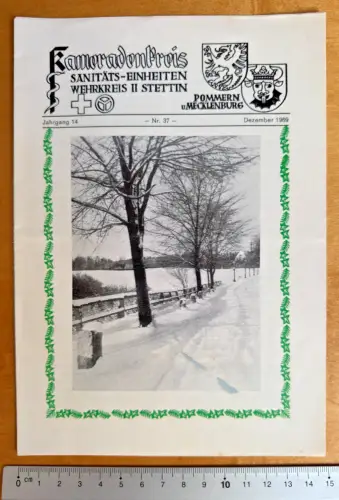 Kameradenkreis
SANITÄTS-EINHEITEN
WEHRKREIS II STETTIN
POMMERN
u. MECKLENBURG
Jahrgang 14 – Nr. 37 – Dezember 1969
0 cm 1 2 3 4 5 6 7 8 9 10 11 12 13 14 15